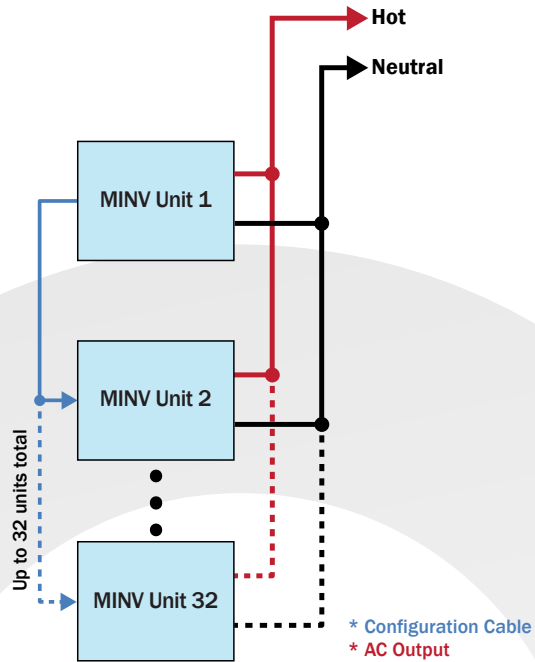 Hot
Neutral
MINV Unit 1
MINV Unit 2
Up to 32 units total
MINV Unit 32
* Configuration Cable
* AC Output